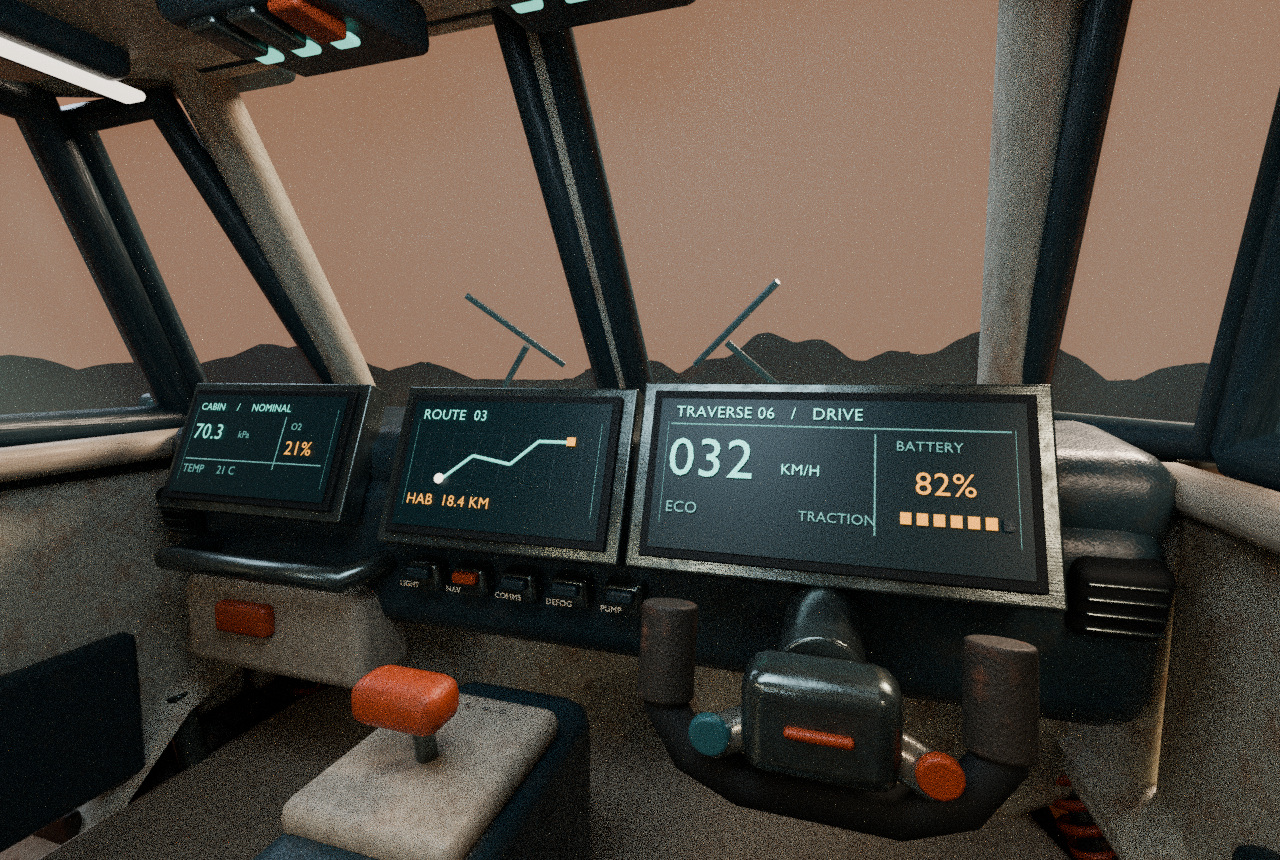 CABIN / NOMINAL
70.3 kPa
O2
21%
TEMP 21 C
ROUTE 03
HAB 18.4 KM
TRAVERSE 06 / DRIVE
032 KM/H
BATTERY
82%
ECO
TRACTION
LIGHT
NAV
COMMS
DEFOG
PUMP